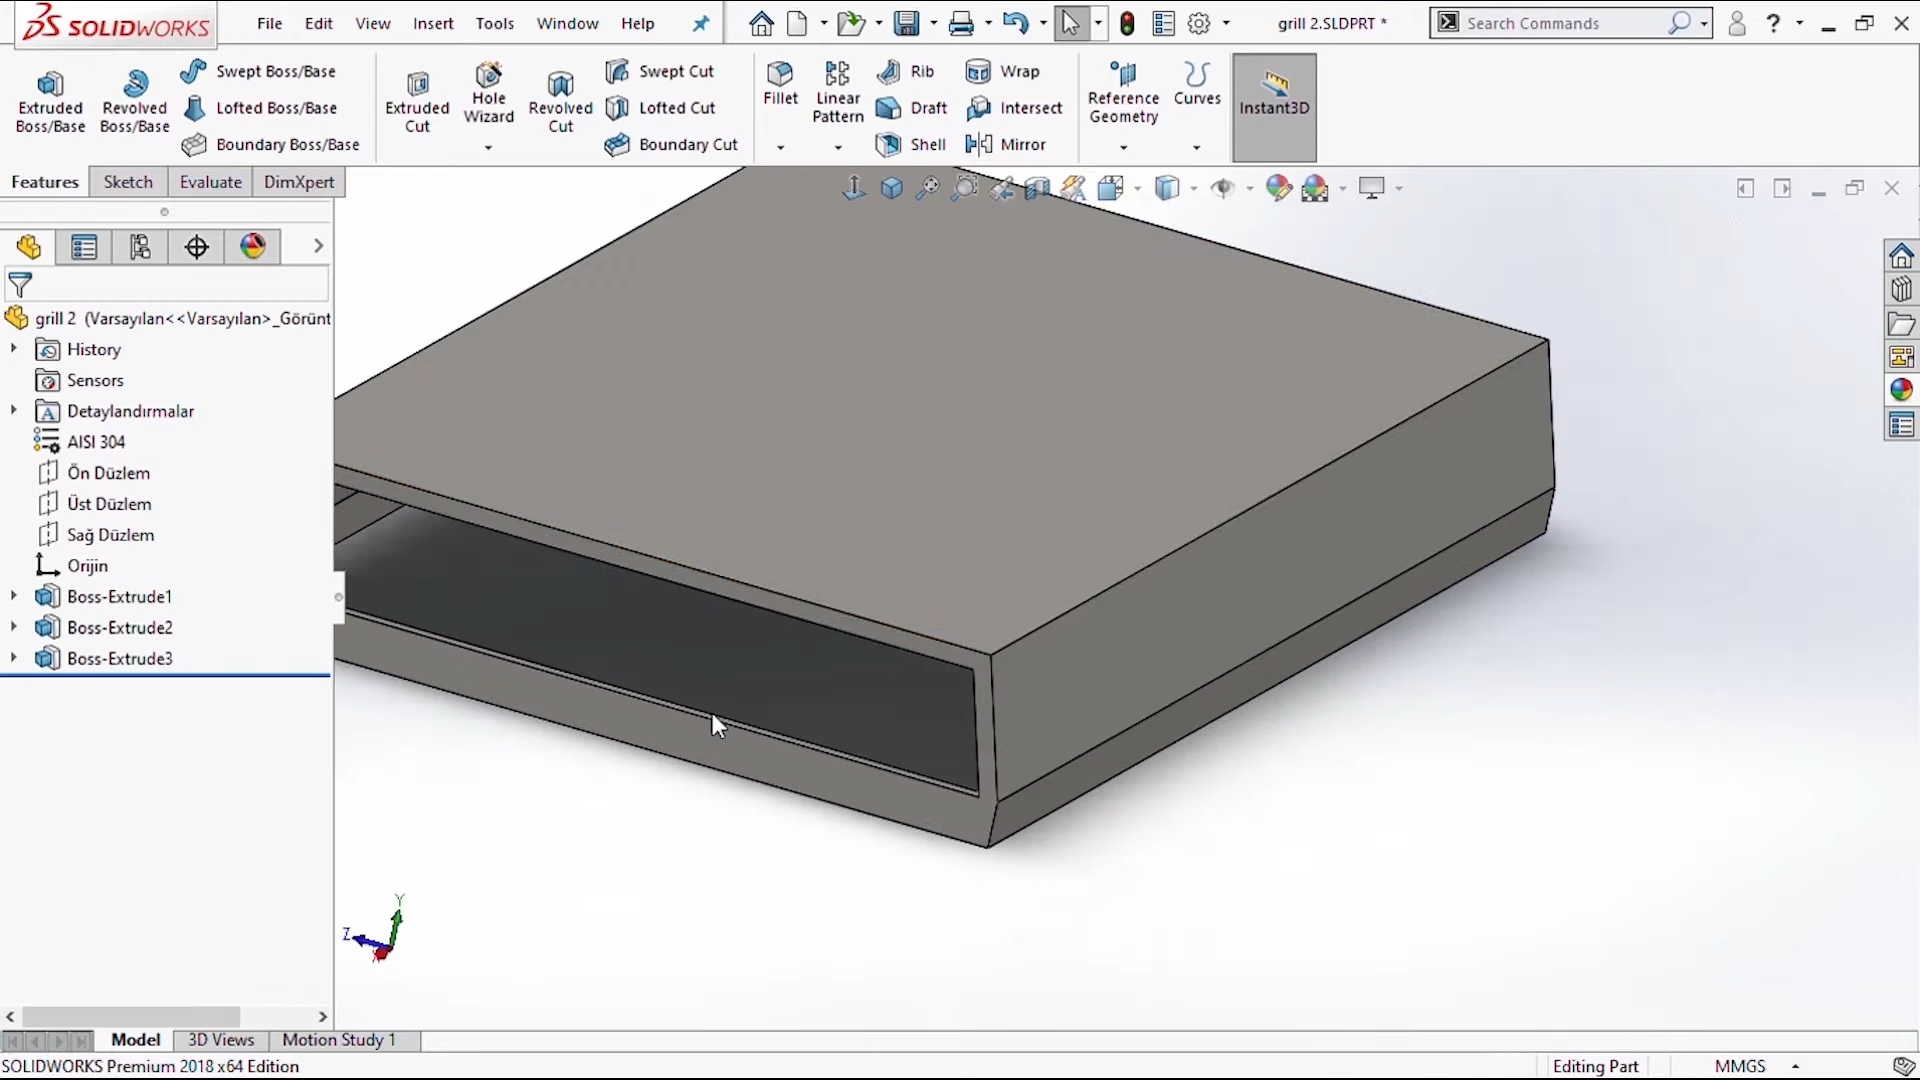 SOLIDWORKS
File Edit View Insert Tools Window Help
grill 2.SLDPRT *
Search Commands
Extruded Boss/Base
Revolved Boss/Base
Swept Boss/Base
Lofted Boss/Base
Boundary Boss/Base
Extruded Cut
Hole Wizard
Revolved Cut
Swept Cut
Lofted Cut
Boundary Cut
Fillet
Linear Pattern
Rib
Draft
Shell
Wrap
Intersect
Mirror
Reference Geometry
Curves
Instant3D
Features Sketch Evaluate DimXpert
grill 2 (Varsayılan<<Varsayılan>_Görünt
History
Sensors
Detaylandırmalar
AISI 304
Ön Düzlem
Üst Düzlem
Sağ Düzlem
Orijin
Boss-Extrude1
Boss-Extrude2
Boss-Extrude3
Y
Z
X
Model 3D Views Motion Study 1
SOLIDWORKS Premium 2018 x64 Edition
Editing Part
MMGS